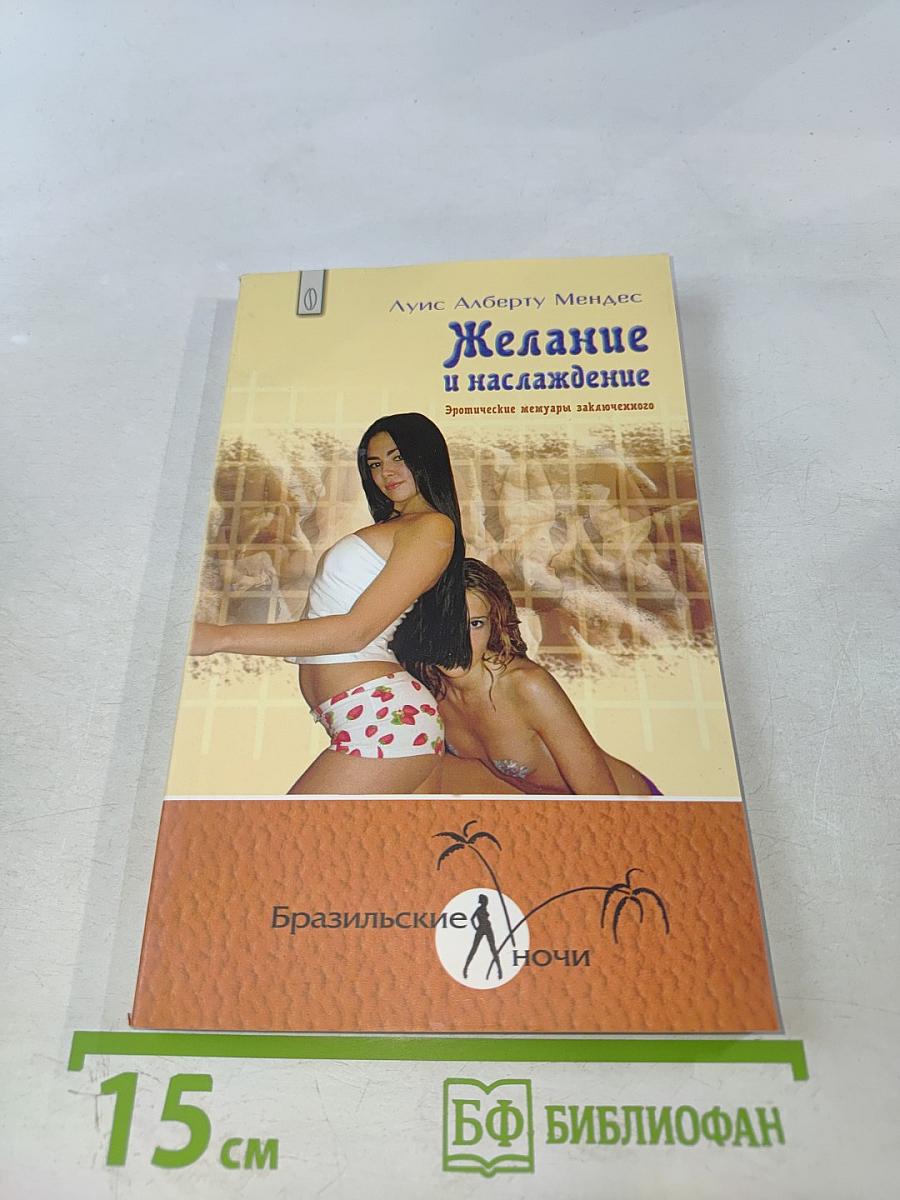 Луис Алберту Мендес
Желание
и наслаждение
Эротические мемуары заключенного
Бразильские
ночи
15 см
БФ БИБЛИОФАН